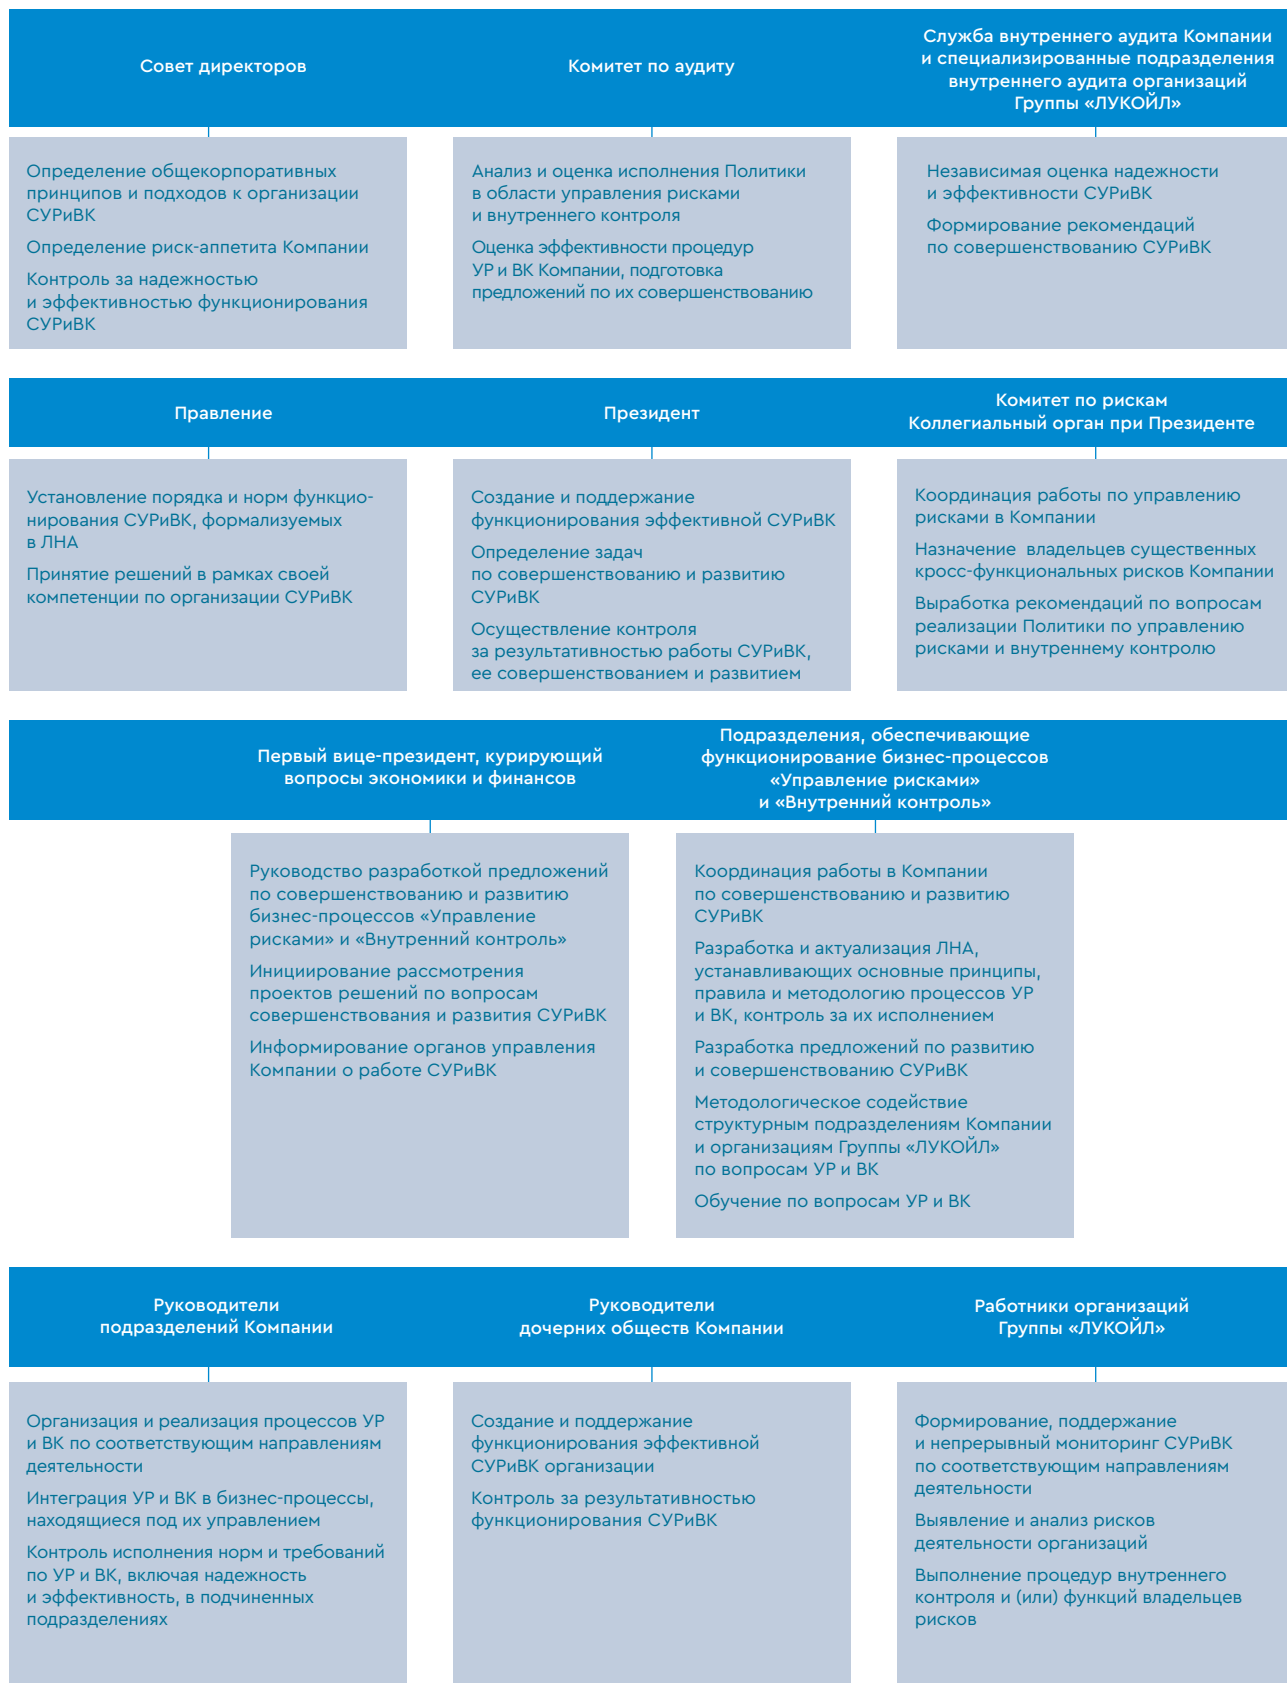 Совет директоров
Определение общекорпоративных
принципов и подходов к организации
СУРиВК
Определение риск-аппетита Компании
Контроль за надежностью
и эффективностью функционирования
СУРиВК
Комитет по аудиту
Анализ и оценка исполнения Политики
в области управления рисками
и внутреннего контроля
Оценка эффективности процедур
УР и ВК Компании, подготовка
предложений по их совершенствованию
Служба внутреннего аудита Компании
и специализированные подразделения
внутреннего аудита организаций
Группы «ЛУКОЙЛ»
Независимая оценка надежности
и эффективности СУРиВК
Формирование рекомендаций
по совершенствованию СУРиВК
Правление
Установление порядка и норм функцио-
нирования СУРиВК, формализуемых
в ЛНА
Принятие решений в рамках своей
компетенции по организации СУРиВК
Президент
Создание и поддержание
функционирования эффективной СУРиВК
Определение задач
по совершенствованию и развитию
СУРиВК
Осуществление контроля
за результативностью работы СУРиВК,
ее совершенствованием и развитием
Комитет по рискам
Коллегиальный орган при Президенте
Координация работы по управлению
рисками в Компании
Назначение владельцев существенных
кросс-функциональных рисков Компании
Выработка рекомендаций по вопросам
реализации Политики по управлению
рисками и внутреннему контролю
Первый вице-президент, курирующий
вопросы экономики и финансов
Руководство разработкой предложений
по совершенствованию и развитию
бизнес-процессов «Управление
рисками» и «Внутренний контроль»
Инициирование рассмотрения
проектов решений по вопросам
совершенствования и развития СУРиВК
Информирование органов управления
Компании о работе СУРиВК
Подразделения, обеспечивающие
функционирование бизнес-процессов
«Управление рисками»
и «Внутренний контроль»
Координация работы в Компании
по совершенствованию и развитию
СУРиВК
Разработка и актуализация ЛНА,
устанавливающих основные принципы,
правила и методологию процессов УР
и ВК, контроль за их исполнением
Разработка предложений по развитию
и совершенствованию СУРиВК
Методологическое содействие
структурным подразделениям Компании
и организациям Группы «ЛУКОЙЛ»
по вопросам УР и ВК
Обучение по вопросам УР и ВК
Руководители
подразделений Компании
Организация и реализация процессов УР
и ВК по соответствующим направлениям
деятельности
Интеграция УР и ВК в бизнес-процессы,
находящиеся под их управлением
Контроль исполнения норм и требований
по УР и ВК, включая надежность
и эффективность, в подчиненных
подразделениях
Руководители
дочерних обществ Компании
Создание и поддержание
функционирования эффективной
СУРиВК организации
Контроль за результативностью
функционирования СУРиВК
Работники организаций
Группы «ЛУКОЙЛ»
Формирование, поддержание
и непрерывный мониторинг СУРиВК
по соответствующим направлениям
деятельности
Выявление и анализ рисков
деятельности организаций
Выполнение процедур внутреннего
контроля и (или) функций владельцев
рисков